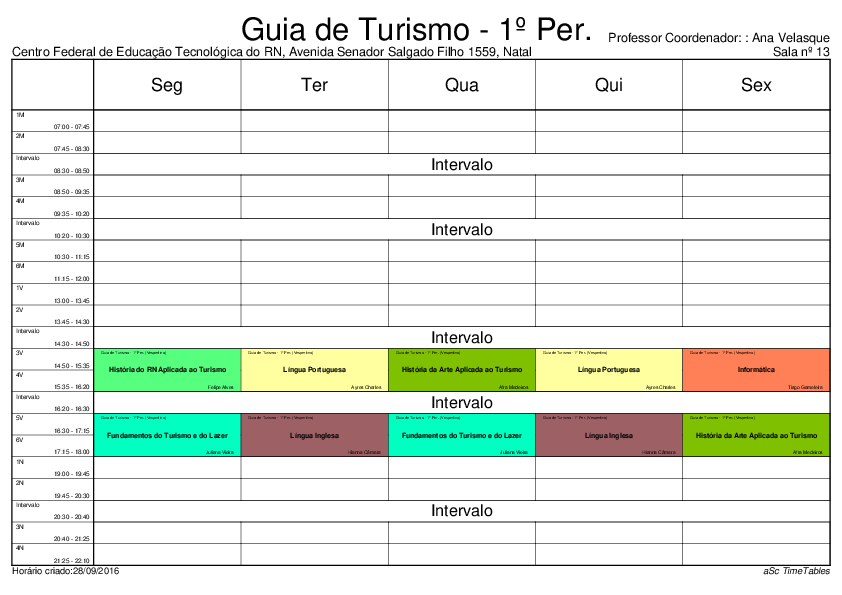 Guia de Turismo - 1º Per.
Professor Coordenador: : Ana Velasque
Centro Federal de Educação Tecnológica do RN, Avenida Senador Salgado Filho 1559, Natal
Sala nº 13
Seg Ter Qua Qui Sex
1M
07:00 - 07:45
2M
07:45 - 08:30
Intervalo
08:30 - 08:50
Intervalo
3M
08:50 - 09:35
4M
09:35 - 10:20
Intervalo
10:20 - 10:30
Intervalo
5M
10:30 - 11:15
6M
11:15 - 12:00
1V
13:00 - 13:45
2V
13:45 - 14:30
Intervalo
14:30 - 14:50
Intervalo
3V
14:50 - 15:35
4V
15:35 - 16:20
Guia de Turismo - 1º Per. (Vespertino) Guia de Turismo - 1º Per. (Vespertino) Guia de Turismo - 1º Per. (Vespertino) Guia de Turismo - 1º Per. (Vespertino) Guia de Turismo - 1º Per. (Vespertino)
História do RN Aplicada ao Turismo Língua Portuguesa História da Arte Aplicada ao Turismo Língua Portuguesa Informática
Felipe Alves Ayres Charles Alra Medeiros Ayres Charles Tiago Gameleira
Intervalo
16:20 - 16:30
Intervalo
5V
16:30 - 17:15
6V
17:15 - 18:00
Guia de Turismo - 1º Per. (Vespertino) Guia de Turismo - 1º Per. (Vespertino) Guia de Turismo - 1º Per. (Vespertino) Guia de Turismo - 1º Per. (Vespertino) Guia de Turismo - 1º Per. (Vespertino)
Fundamentos do Turismo e do Lazer Língua Inglesa Fundamentos do Turismo e do Lazer Língua Inglesa História da Arte Aplicada ao Turismo
Juliana Vieira Câmara Juliana Vieira Câmara Medeiros
1N
19:00 - 19:45
2N
19:45 - 20:30
Intervalo
20:30 - 20:40
Intervalo
3N
20:40 - 21:25
4N
21:25 - 22:10
Horário criado:28/09/2016
aSc TimeTables